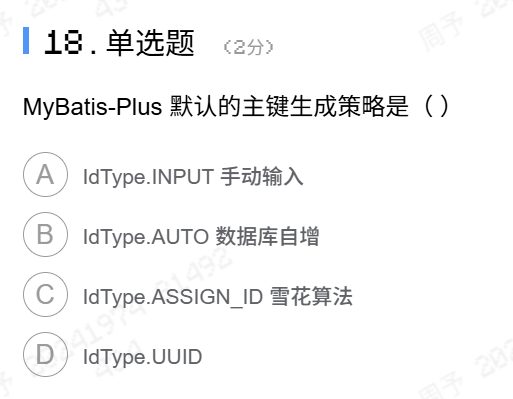 18.单选题 (2分)
MyBatis-Plus 默认的主键生成策略是（ ）
A IdType.INPUT 手动输入
B IdType.AUTO 数据库自增
C IdType.ASSIGN_ID 雪花算法
D IdType.UUID